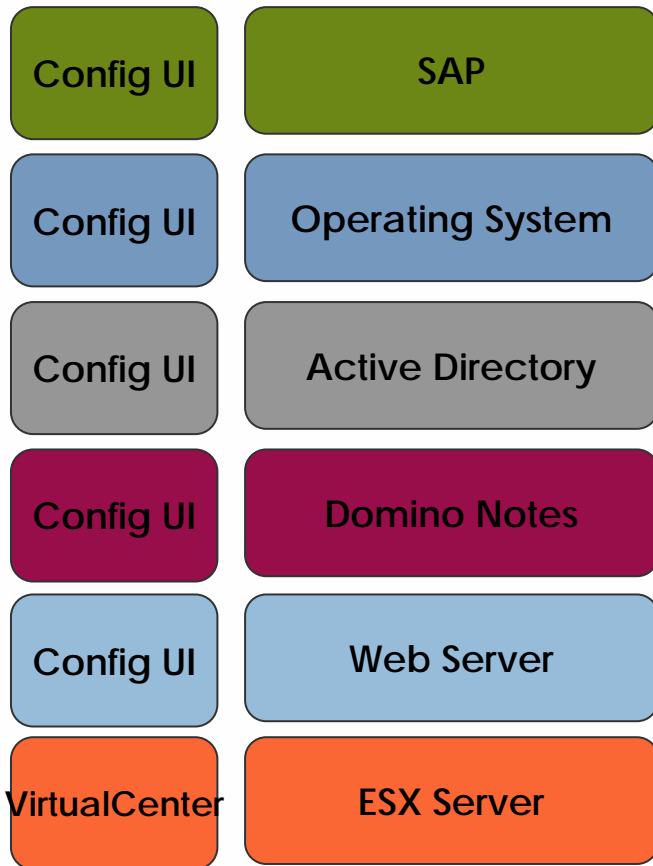 Config UI
SAP
Config UI
Operating System
Config UI
Active Directory
Config UI
Domino Notes
Config UI
Web Server
VirtualCenter
ESX Server